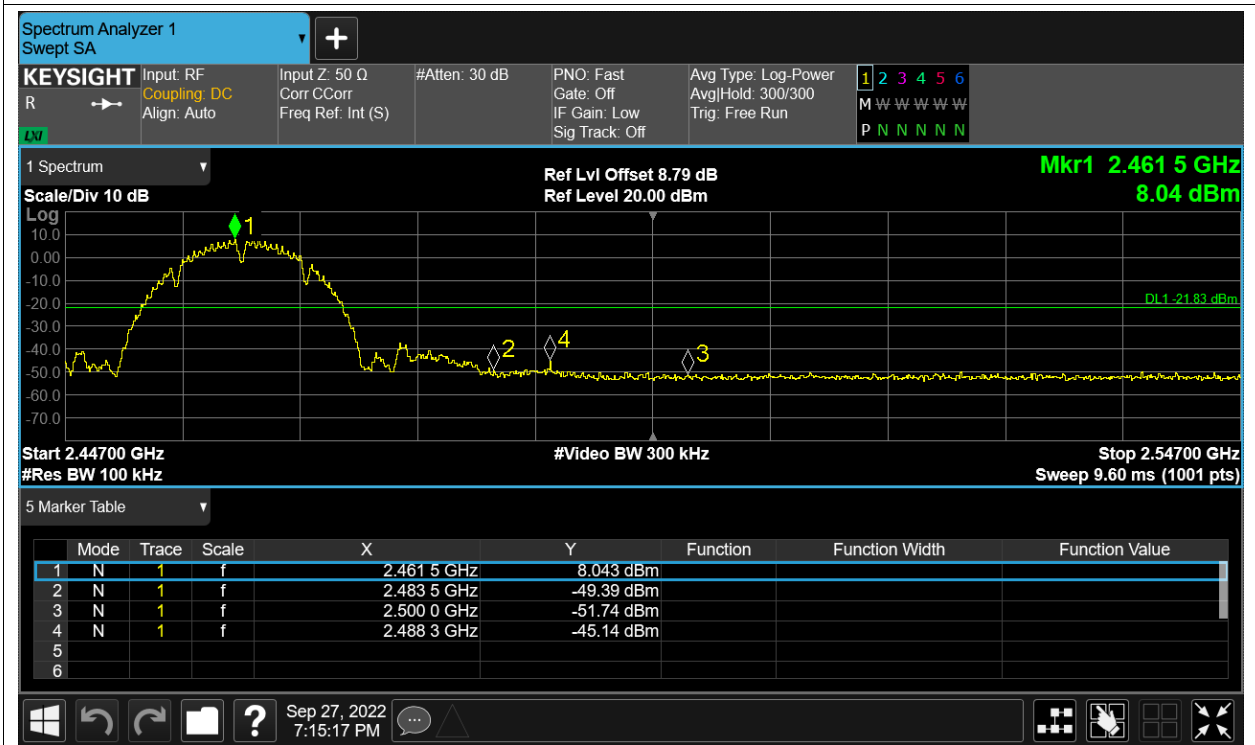 Spectrum Analyzer 1
Swept SA
KEYSIGHT Input: RF Input Z: 50 Ω #Atten: 30 dB PNO: Fast Avg Type: Log-Power 1 2 3 4 5 6
R Coupling: DC Corr CCorr Gate: Off Avg|Hold: 300/300 M W W W W W
Align: Auto Freq Ref: Int (S) IF Gain: Low Trig: Free Run
LXI Sig Track: Off P N N N N N
1 Spectrum Ref Lvl Offset 8.79 dB Mkr1 2.461 5 GHz
Scale/Div 10 dB Ref Level 20.00 dBm 8.04 dBm
Log
1
10.0
0.00
-10.0
-20.0 DL1 -21.83 dBm
-30.0
-40.0 2 4 3
-50.0
-60.0
-70.0
Start 2.44700 GHz #Video BW 300 kHz Stop 2.54700 GHz
#Res BW 100 kHz Sweep 9.60 ms (1001 pts)
5 Marker Table
Mode Trace Scale X Y Function Function Width Function Value
1 N 1 f 2.461 5 GHz 8.043 dBm
2 N 1 f 2.483 5 GHz -49.39 dBm
3 N 1 f 2.500 0 GHz -51.74 dBm
4 N 1 f 2.488 3 GHz -45.14 dBm
5
6
? Sep 27, 2022
7:15:17 PM